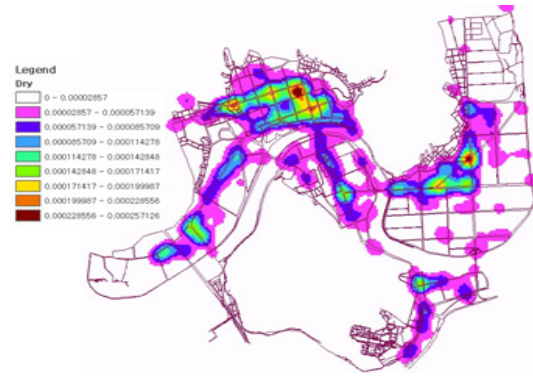 Legend
Dry
0 - 0,00002857
0,00002857 - 0,000057139
0,000057139 - 0,000085709
0,000085709 - 0,000114278
0,000114278 - 0,000142848
0,000142848 - 0,000171417
0,000171417 - 0,000199987
0,000199987 - 0,000228556
0,000228556 - 0,000257126